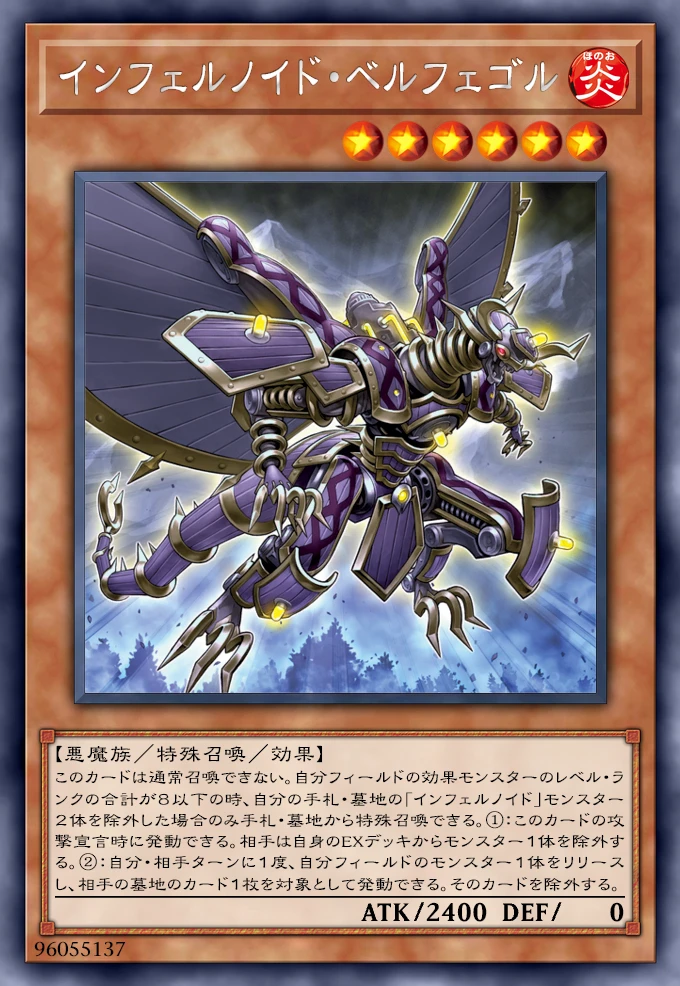 インフェルノイド・ベルフェゴル
ほのお
炎
【悪魔族／特殊召喚／効果】
このカードは通常召喚できない。自分フィールドの効果モンスターのレベル・ラ
ンクの合計が８以下の時、自分の手札・墓地の「インフェルノイド」モンスター
２体を除外した場合のみ手札・墓地から特殊召喚できる。①：このカードの攻
撃宣言時に発動できる。相手は自身のEXデッキからモンスター１体を除外す
る。②：自分・相手ターンに１度、自分フィールドのモンスター１体をリリース
し、相手の墓地のカード１枚を対象として発動できる。そのカードを除外する。
ATK/2400 DEF/ 0
96055137